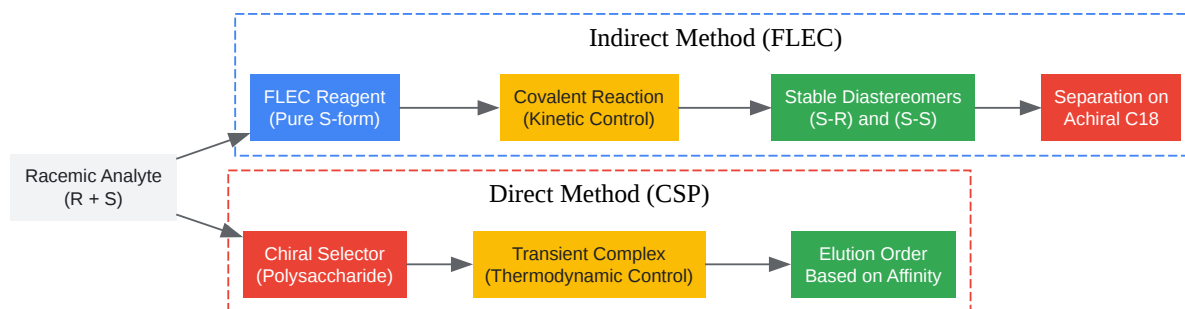 Indirect Method (FLEC)
FLEC Reagent
(Pure S-form)
Covalent Reaction
(Kinetic Control)
Stable Diastereomers
(S-R) and (S-S)
Separation on
Achiral C18
Racemic Analyte
(R + S)
Direct Method (CSP)
Chiral Selector
(Polysaccharide)
Transient Complex
(Thermodynamic Control)
Elution Order
Based on Affinity